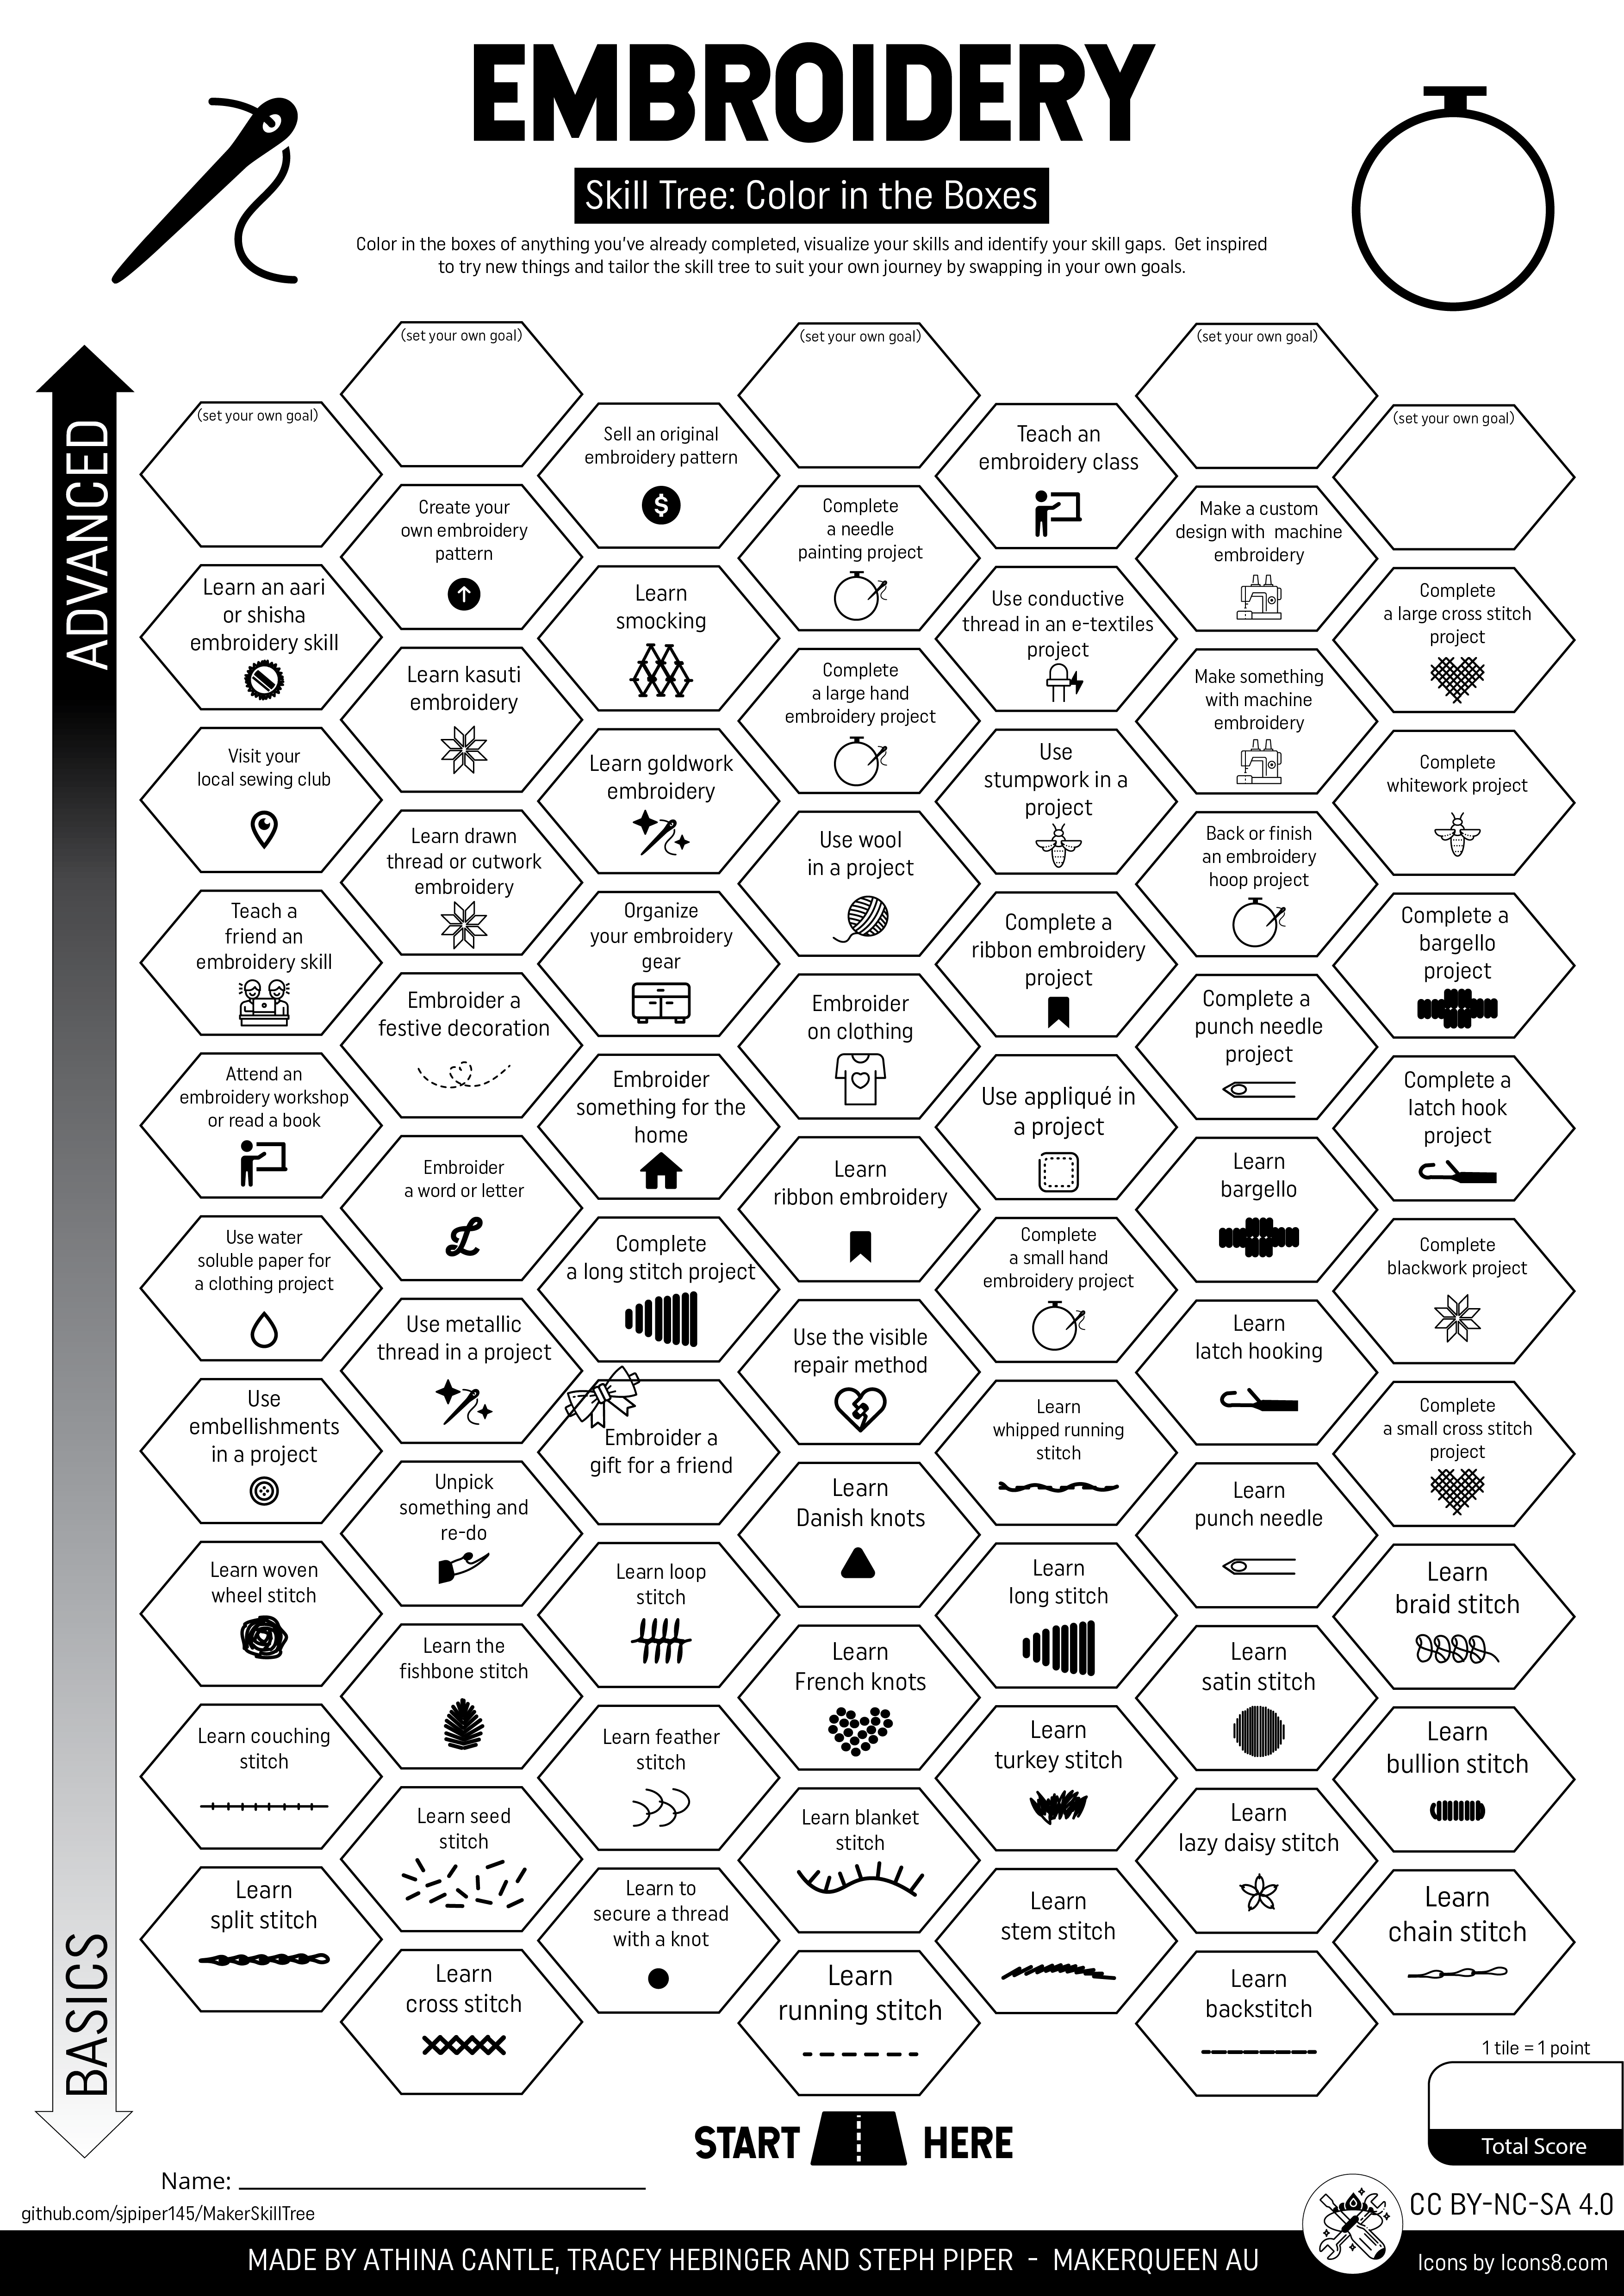 EMBROIDERY
Skill Tree: Color in the Boxes
Color in the boxes of anything you've already completed, visualize your skills and identify your skill gaps. Get inspired
to try new things and tailor the skill tree to suit your own journey by swapping in your own goals.
ADVANCED
BASICS
(set your own goal)
(set your own goal)
(set your own goal)
(set your own goal)
Sell an original
embroidery pattern
$
Teach an
embroidery class
(set your own goal)
Create your
own embroidery
pattern
Complete
a needle
painting project
Make a custom
design with machine
embroidery
Learn an aari
or shisha
embroidery skill
Learn
smocking
Use conductive
thread in an e-textiles
project
Complete
a large cross stitch
project
Learn kasuti
embroidery
Complete
a large hand
embroidery project
Make something
with machine
embroidery
Visit your
local sewing club
Learn goldwork
embroidery
Use
stumpwork in a
project
Complete
whitework project
Learn drawn
thread or cutwork
embroidery
Use wool
in a project
Back or finish
an embroidery
hoop project
Teach a
friend an
embroidery skill
Organize
your embroidery
gear
Complete a
ribbon embroidery
project
Complete a
bargello
project
Embroider a
festive decoration
Embroider
on clothing
Complete a
punch needle
project
Attend an
embroidery workshop
or read a book
Embroider
something for the
home
Use appliqué in
a project
Complete a
latch hook
project
Embroider
a word or letter
L
Learn
ribbon embroidery
Learn
bargello
Use water
soluble paper for
a clothing project
Complete
a long stitch project
Complete
a small hand
embroidery project
Complete
blackwork project
Use metallic
thread in a project
Use the visible
repair method
Learn
latch hooking
Use
embellishments
in a project
Embroider a
gift for a friend
Learn
whipped running
stitch
Complete
a small cross stitch
project
Unpick
something and
re-do
Learn
Danish knots
Learn
punch needle
Learn woven
wheel stitch
Learn loop
stitch
Learn
long stitch
Learn
braid stitch
Learn the
fishbone stitch
Learn
French knots
Learn
satin stitch
Learn couching
stitch
Learn feather
stitch
Learn
turkey stitch
Learn
bullion stitch
Learn seed
stitch
Learn blanket
stitch
Learn
lazy daisy stitch
Learn
split stitch
Learn to
secure a thread
with a knot
Learn
stem stitch
Learn
chain stitch
Learn
cross stitch
Learn
running stitch
Learn
backstitch
1 tile = 1 point
Total Score
START HERE
Name:
github.com/sjpiper145/MakerSkillTree
CC BY-NC-SA 4.0
MADE BY ATHINA CANTLE, TRACEY HEBINGER AND STEPH PIPER - MAKERQUEEN AU
Icons by Icons8.com